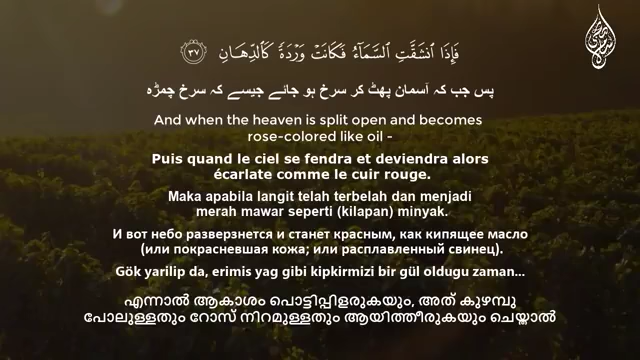 فَإِذَا ٱنشَقَّتِ ٱلسَّمَآءُ فَكَانَتْ وَرْدَةً كَٱلدِّهَانِ ٣٧
پس جب کہ آسمان پھٹ کر سرخ ہو جائے جیسے کہ سرخ چمڑہ
And when the heaven is split open and becomes
rose-colored like oil -
Puis quand le ciel se fendra et deviendra alors
écarlate comme le cuir rouge.
Maka apabila langit telah terbelah dan menjadi
merah mawar seperti (kilapan) minyak.
И вот небо разверзнется и станет красным, как кипящее масло
(или покрасневшая кожа; или расплавленный свинец).
Gök yarilip da, erimis yag gibi kipkirmizi bir gül oldugu zaman...
എന്നാൽ ആകാശം പൊട്ടിപ്പിളരുകയും, അത് കുഴമ്പു
പോലുള്ളതും റോസ് നിറമുള്ളതും ആയിത്തീരുകയും ചെയ്താൽ